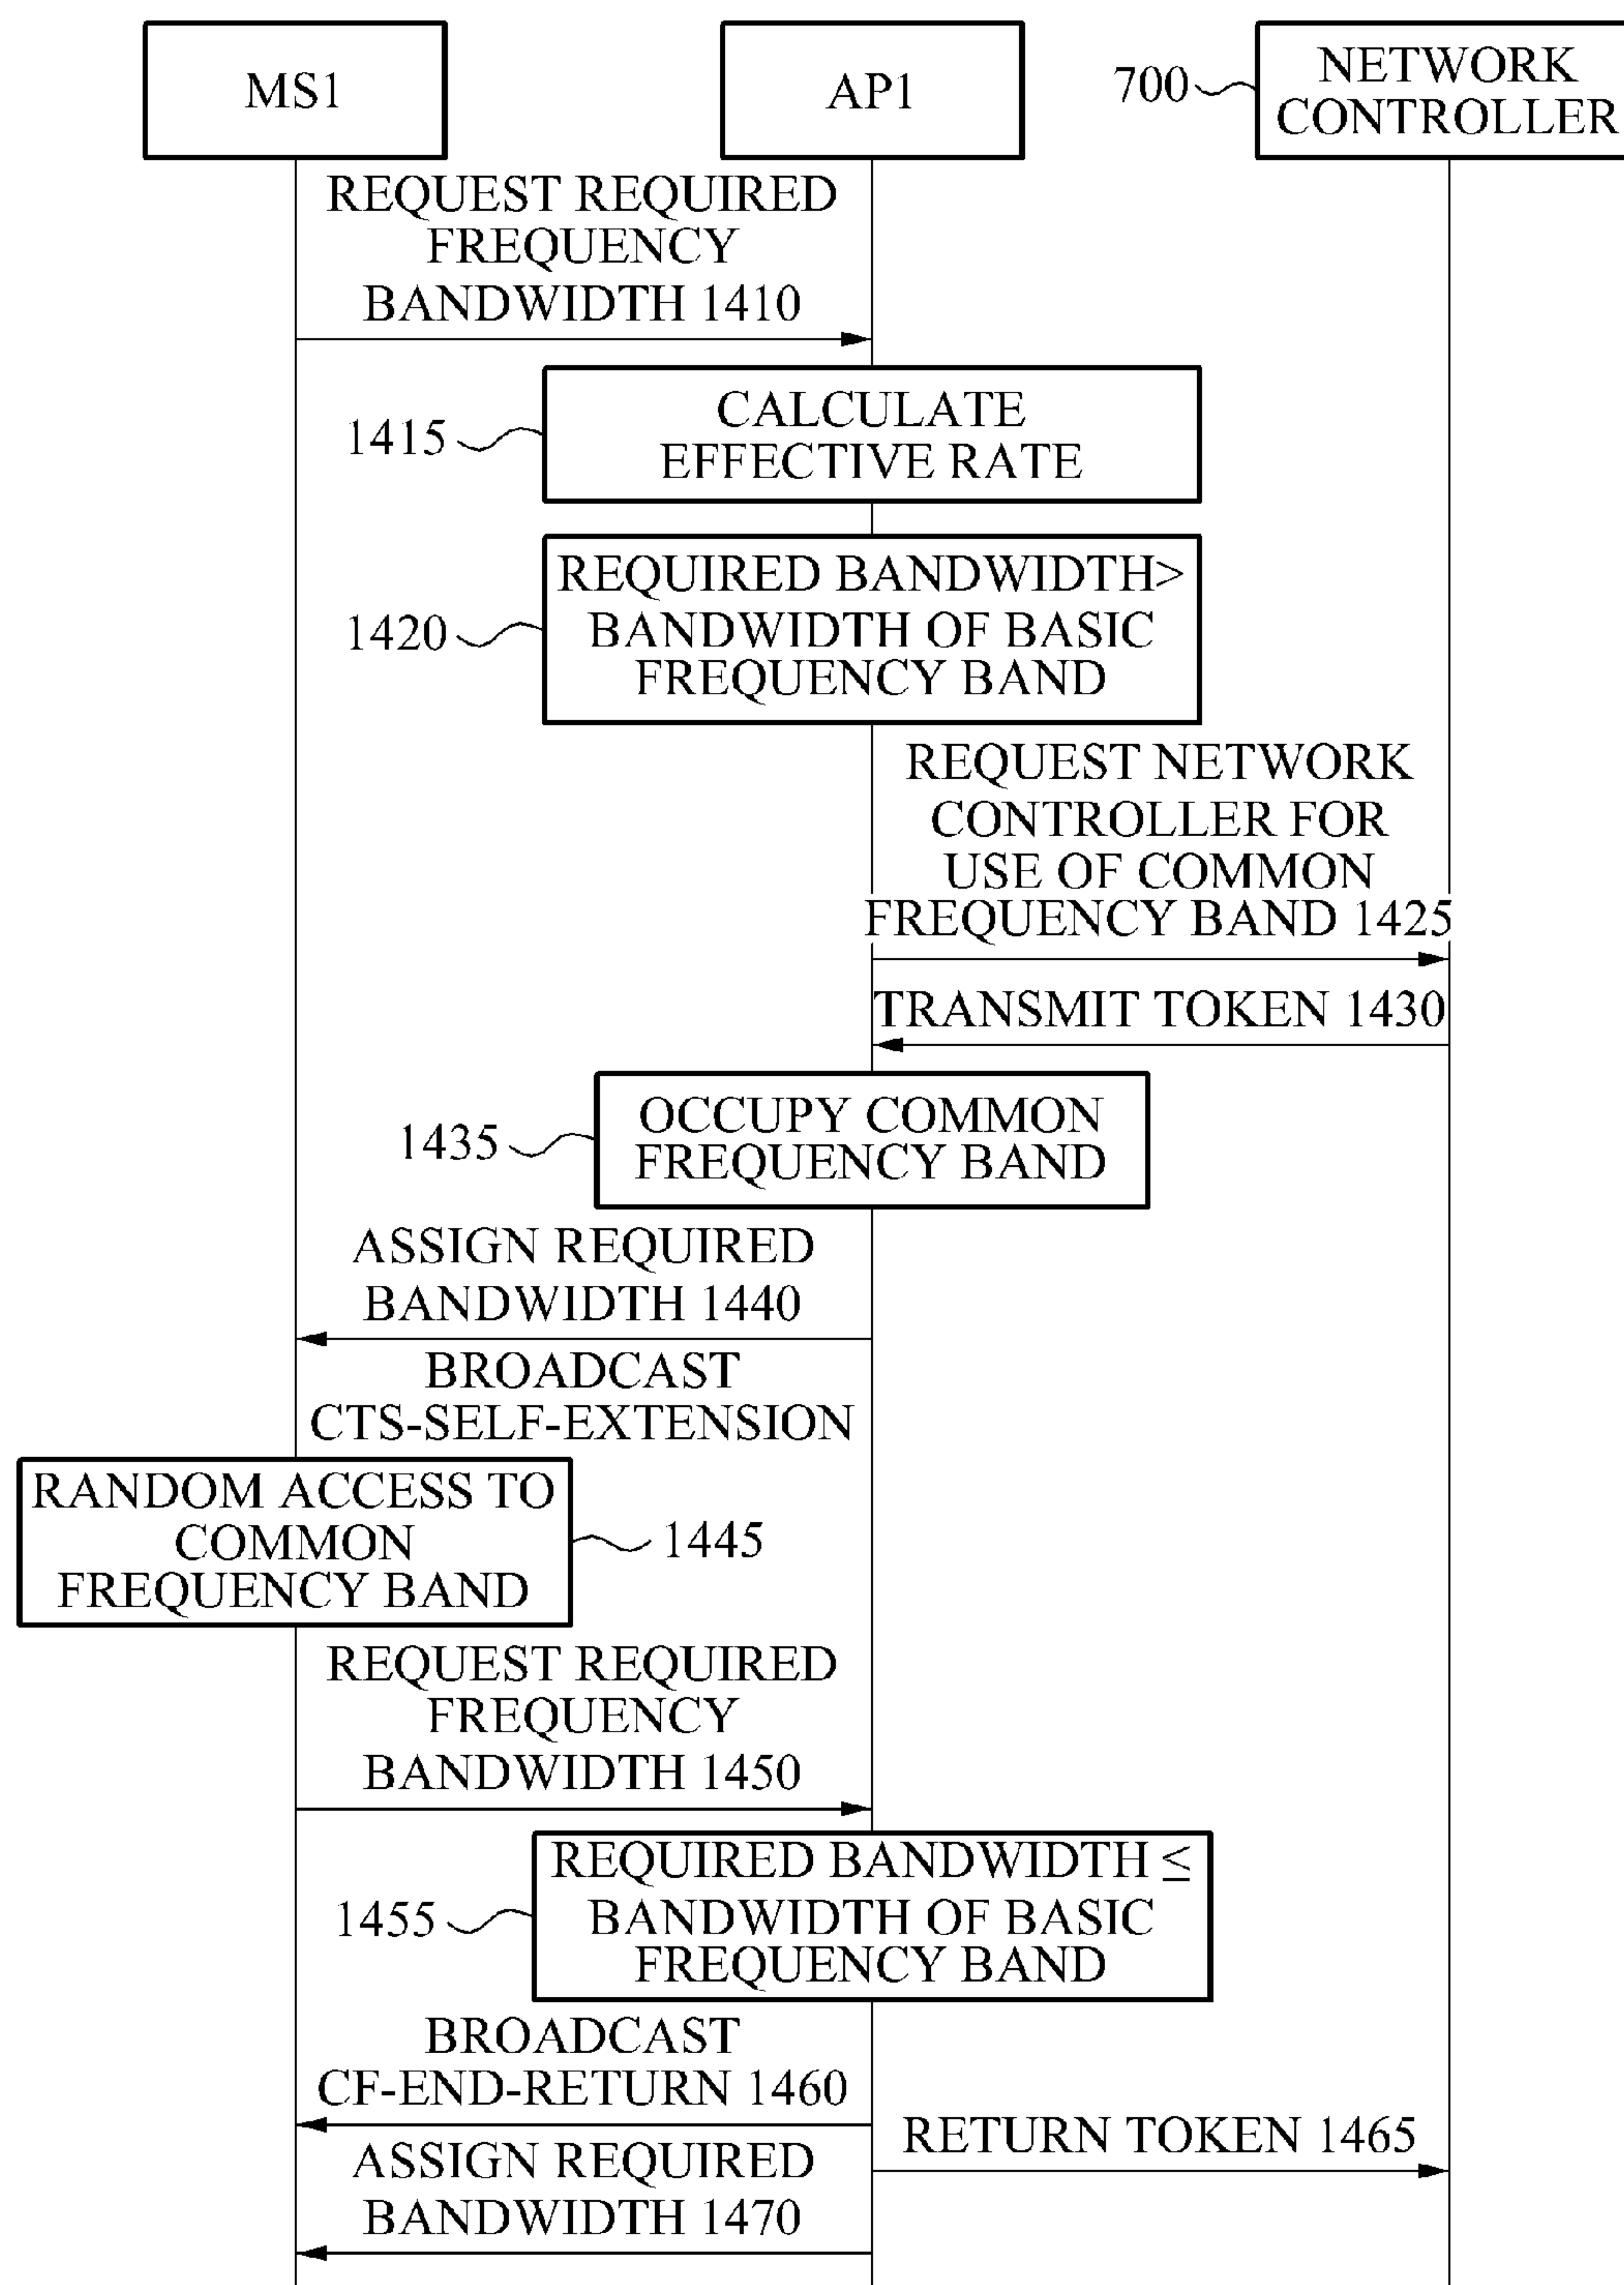 MS1
AP1
700
NETWORK
CONTROLLER
REQUEST REQUIRED
FREQUENCY
BANDWIDTH 1410
1415
CALCULATE
EFFECTIVE RATE
1420
REQUIRED BANDWIDTH>
BANDWIDTH OF BASIC
FREQUENCY BAND
REQUEST NETWORK
CONTROLLER FOR
USE OF COMMON
FREQUENCY BAND 1425
TRANSMIT TOKEN 1430
1435
OCCUPY COMMON
FREQUENCY BAND
ASSIGN REQUIRED
BANDWIDTH 1440
BROADCAST
CTS-SELF-EXTENSION
RANDOM ACCESS TO
COMMON
FREQUENCY BAND
1445
REQUEST REQUIRED
FREQUENCY
BANDWIDTH 1450
1455
REQUIRED BANDWIDTH ≤
BANDWIDTH OF BASIC
FREQUENCY BAND
BROADCAST
CF-END-RETURN 1460
RETURN TOKEN 1465
ASSIGN REQUIRED
BANDWIDTH 1470